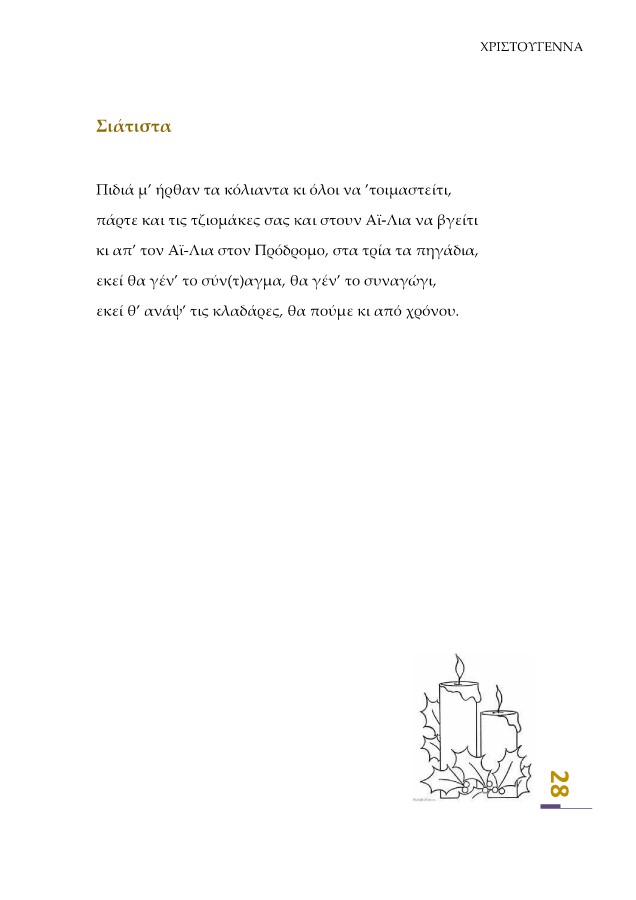 ΧΡΙΣΤΟΥΓΕΝΝΑ
Σιάτιστα
Πιδιά μ’ ήρθαν τα κόλιαντα κι όλοι να ’τοιμαστείτι,
πάρτε και τις τζιομάκες σας και στουν Αϊ-Λια να βγείτι
κι απ’ τον Αϊ-Λια στον Πρόδρομο, στα τρία τα πηγάδια,
εκεί θα γέν’ το σύν(τ)αγμα, θα γέν’ το συναγώγι,
εκεί θ’ ανάψ’ τις κλαδάρες, θα πούμε κι από χρόνου.
28